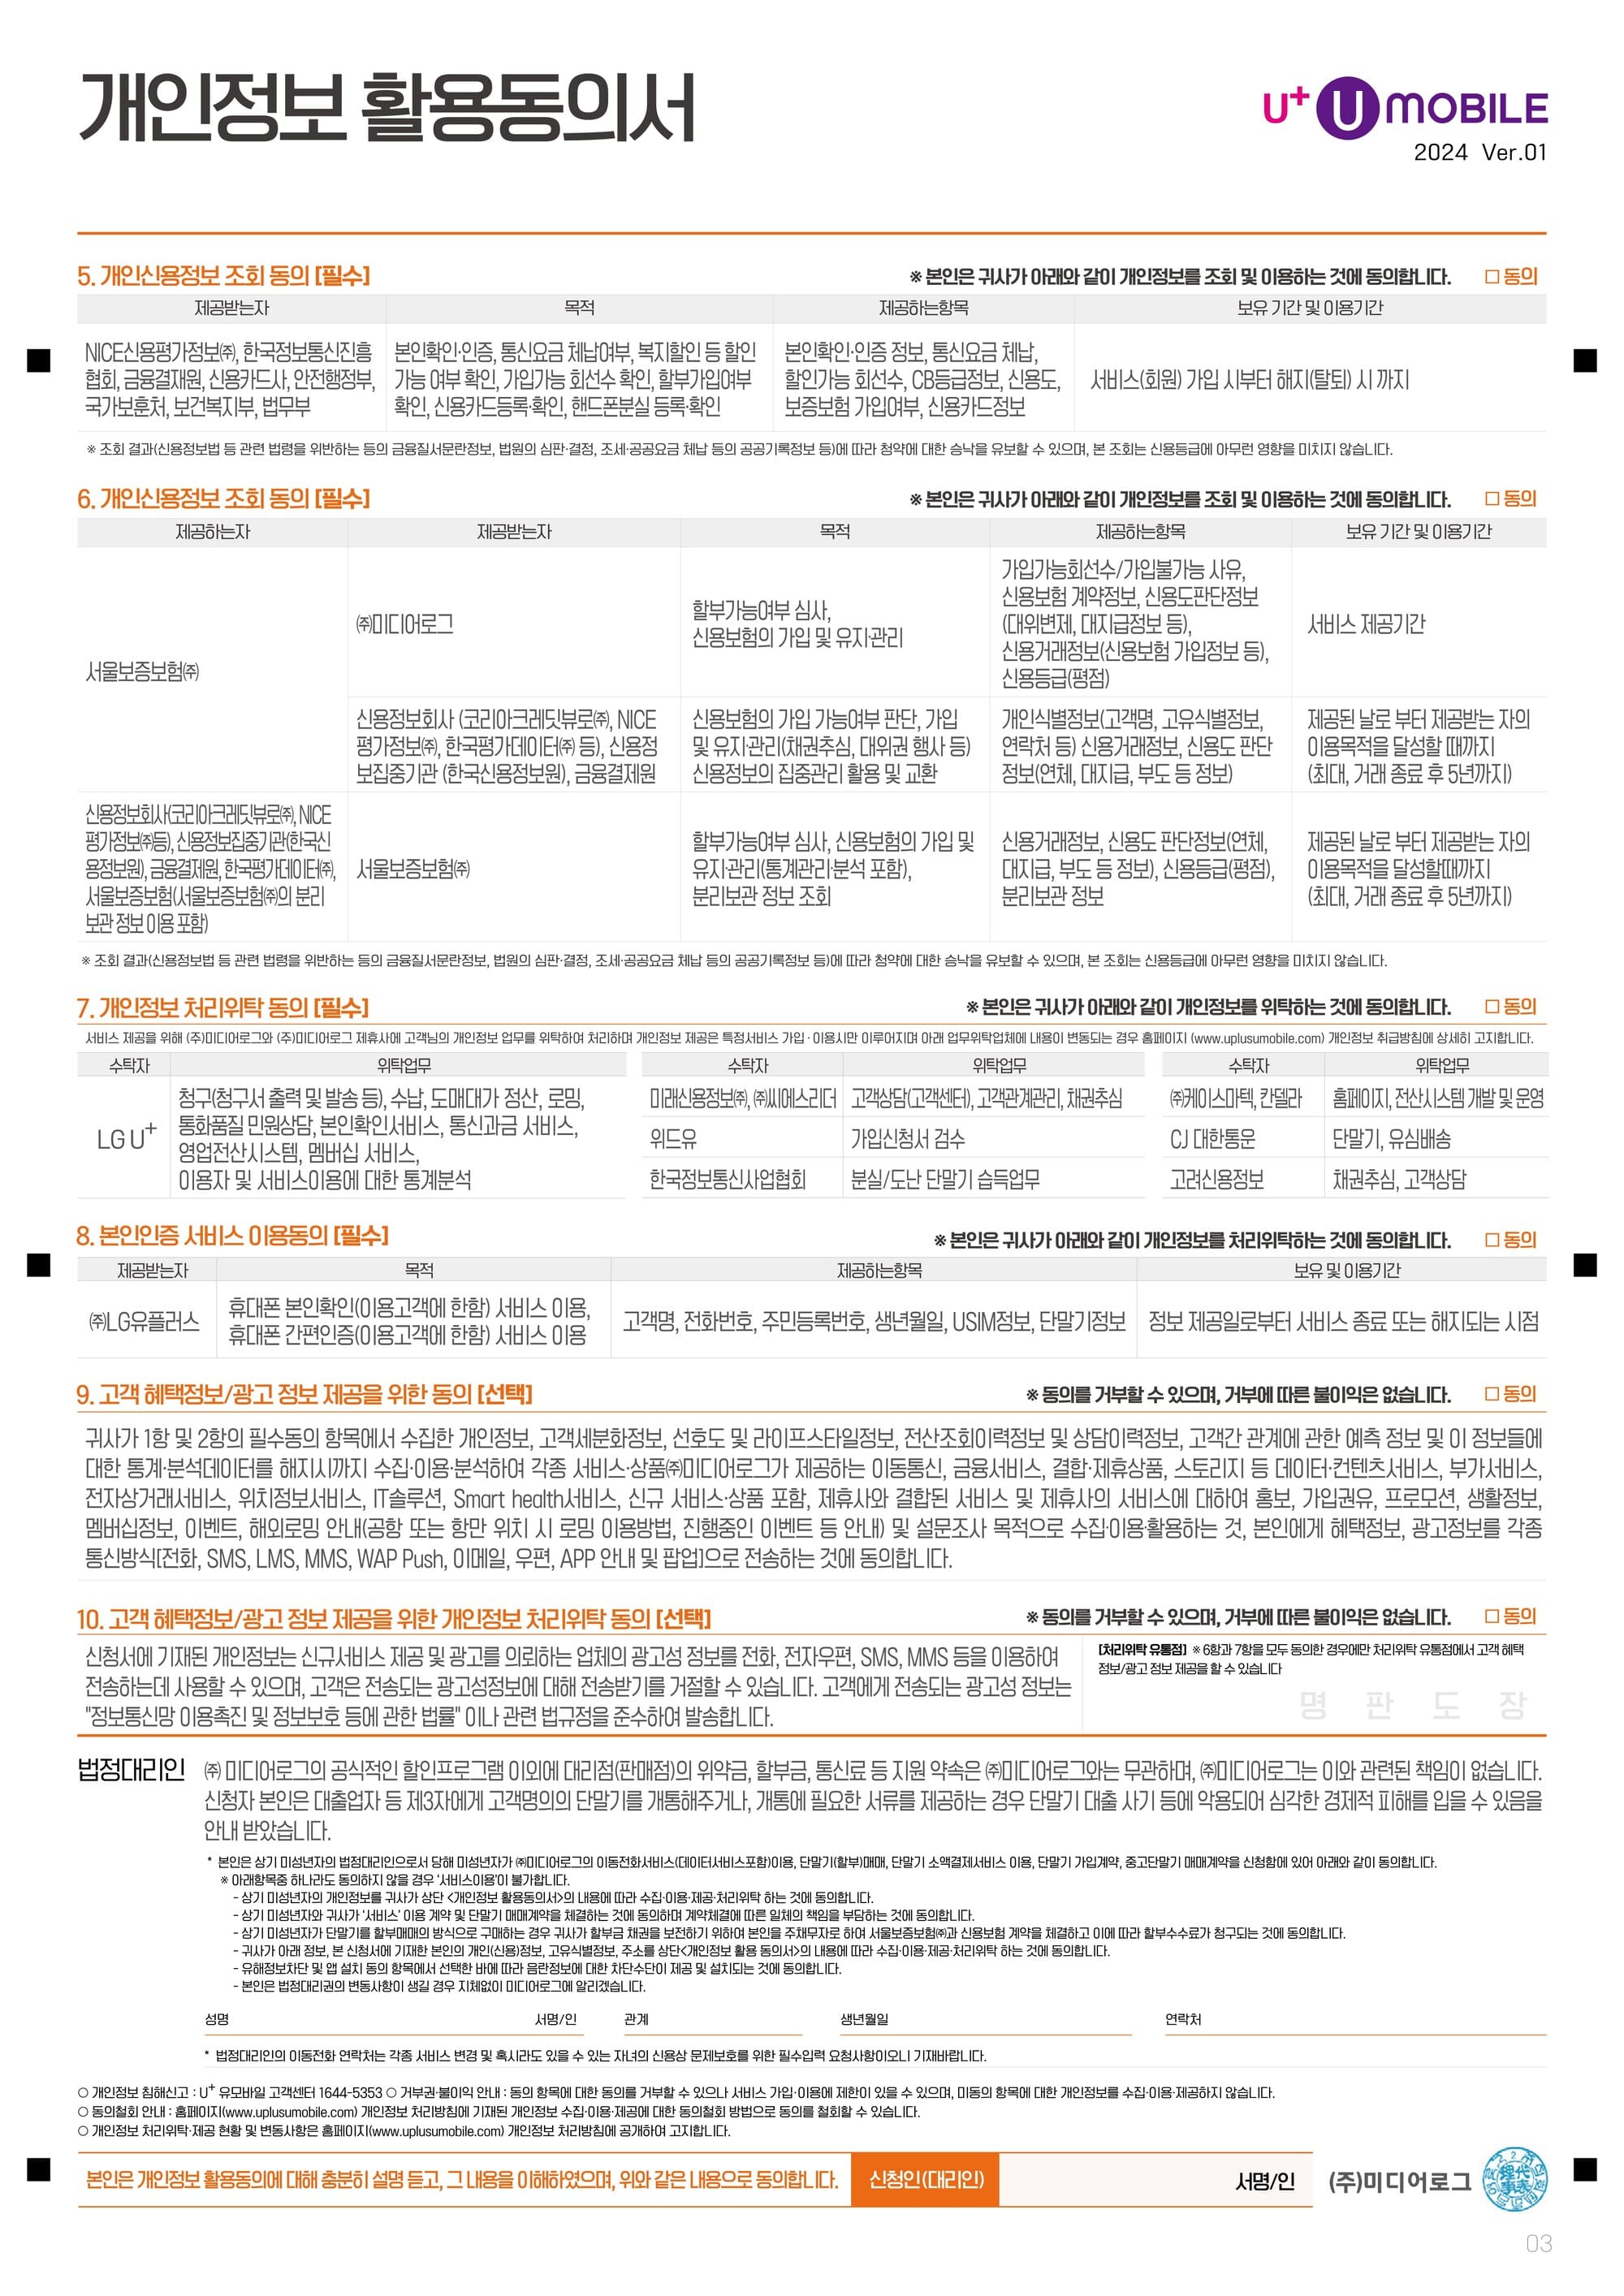 개인정보 활용동의서
U+ U MOBILE
2024 Ver.01
5. 개인신용정보 조회 동의 [필수]
※ 본인은 귀사가 아래와 같이 개인정보를 조회 및 이용하는 것에 동의합니다. □ 동의
제공받는자 목적 제공하는항목 보유 기간 및 이용기간
NICE신용평가정보㈜, 한국정보통신진흥
협회, 금융결재원, 신용카드사, 안전행정부,
국가보훈처, 보건복지부, 법무부
본인확인·인증, 통신요금 체납여부, 복지할인 등 할인
가능 여부 확인, 가입가능 회선수 확인, 할부가입여부
확인, 신용카드등록·확인, 핸드폰분실 등록·확인
본인확인·인증 정보, 통신요금 체납,
할인가능 회선수, CB등급정보, 신용도,
보증보험 가입여부, 신용카드정보
서비스(회원) 가입 시부터 해지(탈퇴) 시 까지
※ 조회 결과(신용정보법 등 관련 법령을 위반하는 등의 금융질서문란정보, 법원의 심판·결정, 조세·공공요금 체납 등의 공공기록정보 등)에 따라 청약에 대한 승낙을 유보할 수 있으며, 본 조회는 신용등급에 아무런 영향을 미치지 않습니다.
6. 개인신용정보 조회 동의 [필수]
※ 본인은 귀사가 아래와 같이 개인정보를 조회 및 이용하는 것에 동의합니다. □ 동의
제공하는자 제공받는자 목적 제공하는항목 보유 기간 및 이용기간
서울보증보험㈜
㈜미디어로그
할부가능여부 심사,
신용보험의 가입 및 유지·관리
가입가능회선수/가입불가능 사유,
신용보험 계약정보, 신용도판단정보
(대위변제, 대지급정보 등),
신용거래정보(신용보험 가입정보 등),
신용등급(평점)
서비스 제공기간
신용정보회사 (코리아크레딧뷰로㈜, NICE
평가정보㈜, 한국평가데이터㈜ 등), 신용정
보집중기관 (한국신용정보원), 금융결제원
신용보험의 가입 가능여부 판단, 가입
및 유지·관리(채권추심, 대위권 행사 등)
신용정보의 집중관리 활용 및 교환
개인식별정보(고객명, 고유식별정보,
연락처 등) 신용거래정보, 신용도 판단
정보(연체, 대지급, 부도 등 정보)
제공된 날로 부터 제공받는 자의
이용목적을 달성할 때까지
(최대, 거래 종료 후 5년까지)
신용정보회사(코리아크레딧뷰로㈜, NICE
평가정보㈜등), 신용정보집중기관(한국신
용정보원), 금융결제원, 한국평가데이터㈜,
서울보증보험(서울보증보험㈜의 분리
보관 정보 이용 포함)
서울보증보험㈜
할부가능여부 심사, 신용보험의 가입 및
유지·관리(통계관리·분석 포함),
분리보관 정보 조회
신용거래정보, 신용도 판단정보(연체,
대지급, 부도 등 정보), 신용등급(평점),
분리보관 정보
제공된 날로 부터 제공받는 자의
이용목적을 달성할때까지
(최대, 거래 종료 후 5년까지)
※ 조회 결과(신용정보법 등 관련 법령을 위반하는 등의 금융질서문란정보, 법원의 심판·결정, 조세·공공요금 체납 등의 공공기록정보 등)에 따라 청약에 대한 승낙을 유보할 수 있으며, 본 조회는 신용등급에 아무런 영향을 미치지 않습니다.
7. 개인정보 처리위탁 동의 [필수]
※ 본인은 귀사가 아래와 같이 개인정보를 위탁하는 것에 동의합니다. □ 동의
서비스 제공을 위해 (주)미디어로그와 (주)미디어로그 제휴사에 고객님의 개인정보 업무를 위탁하여 처리하며 개인정보 제공은 특정서비스 가입 · 이용시만 이루어지며 아래 업무위탁업체에 내용이 변동되는 경우 홈페이지 (www.uplusumobile.com) 개인정보 취급방침에 상세히 고지합니다.
수탁자 위탁업무 수탁자 위탁업무 수탁자 위탁업무
LG U+
청구(청구서 출력 및 발송 등), 수납, 도매대가 정산, 로밍,
통화품질 민원상담, 본인확인서비스, 통신과금 서비스,
영업전산시스템, 멤버십 서비스,
이용자 및 서비스이용에 대한 통계분석
미래신용정보㈜, ㈜씨에스리더 고객상담(고객센터), 고객관계관리, 채권추심
위드유 가입신청서 검수
한국정보통신사업협회 분실/도난 단말기 습득업무
㈜케이스마텍, 칸델라 홈페이지, 전산시스템 개발 및 운영
CJ 대한통운 단말기, 유심배송
고려신용정보 채권추심, 고객상담
8. 본인인증 서비스 이용동의 [필수]
※ 본인은 귀사가 아래와 같이 개인정보를 처리위탁하는 것에 동의합니다. □ 동의
제공받는자 목적 제공하는항목 보유 및 이용기간
㈜LG유플러스
휴대폰 본인확인(이용고객에 한함) 서비스 이용,
휴대폰 간편인증(이용고객에 한함) 서비스 이용
고객명, 전화번호, 주민등록번호, 생년월일, USIM정보, 단말기정보
정보 제공일로부터 서비스 종료 또는 해지되는 시점
9. 고객 혜택정보/광고 정보 제공을 위한 동의 [선택]
※ 동의를 거부할 수 있으며, 거부에 따른 불이익은 없습니다. □ 동의
귀사가 1항 및 2항의 필수동의 항목에서 수집한 개인정보, 고객세분화정보, 선호도 및 라이프스타일정보, 전산조회이력정보 및 상담이력정보, 고객간 관계에 관한 예측 정보 및 이 정보들에
대한 통계·분석데이터를 해지시까지 수집·이용·분석하여 각종 서비스·상품㈜미디어로그가 제공하는 이동통신, 금융서비스, 결합·제휴상품, 스토리지 등 데이터·컨텐츠서비스, 부가서비스,
전자상거래서비스, 위치정보서비스, IT솔루션, Smart health서비스, 신규 서비스·상품 포함, 제휴사와 결합된 서비스 및 제휴사의 서비스에 대하여 홍보, 가입권유, 프로모션, 생활정보,
멤버십정보, 이벤트, 해외로밍 안내(공항 또는 항만 위치 시 로밍 이용방법, 진행중인 이벤트 등 안내) 및 설문조사 목적으로 수집·이용·활용하는 것, 본인에게 혜택정보, 광고정보를 각종
통신방식[전화, SMS, LMS, MMS, WAP Push, 이메일, 우편, APP 안내 및 팝업]으로 전송하는 것에 동의합니다.
10. 고객 혜택정보/광고 정보 제공을 위한 개인정보 처리위탁 동의 [선택]
※ 동의를 거부할 수 있으며, 거부에 따른 불이익은 없습니다. □ 동의
신청서에 기재된 개인정보는 신규서비스 제공 및 광고를 의뢰하는 업체의 광고성 정보를 전화, 전자우편, SMS, MMS 등을 이용하여
전송하는데 사용할 수 있으며, 고객은 전송되는 광고성정보에 대해 전송받기를 거절할 수 있습니다. 고객에게 전송되는 광고성 정보는
"정보통신망 이용촉진 및 정보보호 등에 관한 법률" 이나 관련 법규정을 준수하여 발송합니다.
[처리위탁 유통점] ※ 6항과 7항을 모두 동의한 경우에만 처리위탁 유통점에서 고객 혜택
정보/광고 정보 제공을 할 수 있습니다
명 판 도 장
법정대리인
㈜ 미디어로그의 공식적인 할인프로그램 이외에 대리점(판매점)의 위약금, 할부금, 통신료 등 지원 약속은 ㈜미디어로그와는 무관하며, ㈜미디어로그는 이와 관련된 책임이 없습니다.
신청자 본인은 대출업자 등 제3자에게 고객명의의 단말기를 개통해주거나, 개통에 필요한 서류를 제공하는 경우 단말기 대출 사기 등에 악용되어 심각한 경제적 피해를 입을 수 있음을
안내 받았습니다.
* 본인은 상기 미성년자의 법정대리인으로서 당해 미성년자가 ㈜미디어로그의 이동전화서비스(데이터서비스포함)이용, 단말기(할부)매매, 단말기 소액결제서비스 이용, 단말기 가입계약, 중고단말기 매매계약을 신청함에 있어 아래와 같이 동의합니다.
※ 아래항목중 하나라도 동의하지 않을 경우 '서비스이용'이 불가합니다.
- 상기 미성년자의 개인정보를 귀사가 상단 <개인정보 활용동의서>의 내용에 따라 수집·이용·제공·처리위탁 하는 것에 동의합니다.
- 상기 미성년자와 귀사가 '서비스' 이용 계약 및 단말기 매매계약을 체결하는 것에 동의하며 계약체결에 따른 일체의 책임을 부담하는 것에 동의합니다.
- 상기 미성년자가 단말기를 할부매매의 방식으로 구매하는 경우 귀사가 할부금 채권을 보전하기 위하여 본인을 주채무자로 하여 서울보증보험㈜과 신용보험 계약을 체결하고 이에 따라 할부수수료가 청구되는 것에 동의합니다.
- 귀사가 아래 정보, 본 신청서에 기재한 본인의 개인(신용)정보, 고유식별정보, 주소를 상단<개인정보 활용 동의서>의 내용에 따라 수집·이용·제공·처리위탁 하는 것에 동의합니다.
- 유해정보차단 및 앱 설치 동의 항목에서 선택한 바에 따라 음란정보에 대한 차단수단이 제공 및 설치되는 것에 동의합니다.
- 본인은 법정대리권의 변동사항이 생길 경우 지체없이 미디어로그에 알리겠습니다.
성명 서명/인 관계 생년월일 연락처
* 법정대리인의 이동전화 연락처는 각종 서비스 변경 및 혹시라도 있을 수 있는 자녀의 신용상 문제보호를 위한 필수입력 요청사항이오니 기재바랍니다.
○ 개인정보 침해신고 : U+ 유모바일 고객센터 1644-5353 ○ 거부권·불이익 안내 : 동의 항목에 대한 동의를 거부할 수 있으나 서비스 가입·이용에 제한이 있을 수 있으며, 미동의 항목에 대한 개인정보를 수집·이용·제공하지 않습니다.
○ 동의철회 안내 : 홈페이지(www.uplusumobile.com) 개인정보 처리방침에 기재된 개인정보 수집·이용·제공에 대한 동의철회 방법으로 동의를 철회할 수 있습니다.
○ 개인정보 처리위탁·제공 현황 및 변동사항은 홈페이지(www.uplusumobile.com) 개인정보 처리방침에 공개하여 고지합니다.
본인은 개인정보 활용동의에 대해 충분히 설명 듣고, 그 내용을 이해하였으며, 위와 같은 내용으로 동의합니다. 신청인(대리인) 서명/인 (주)미디어로그
03